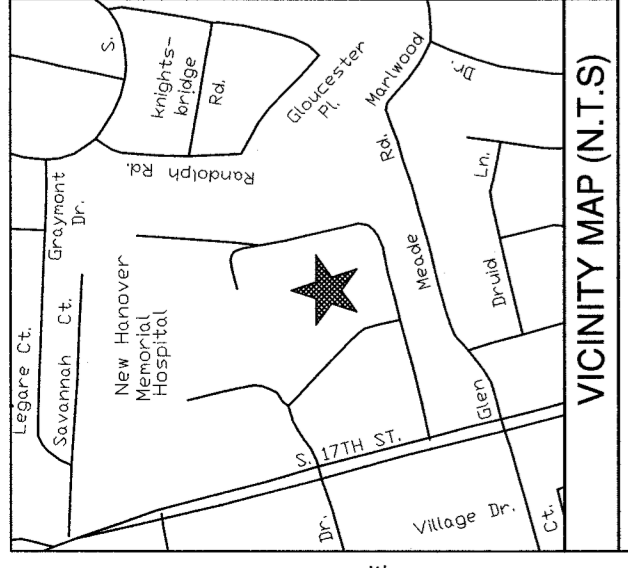 S.
knights-
bridge
Rd.
Gloucester
Pl.
Marlwood
Dr.
Randolph Rd.
Graymont
Dr.
Legare Ct.
Savannah Ct.
New Hanover
Memorial
Hospital
Rd.
Meade
Glen
Ln.
Druid
S. 17TH ST.
Dr.
Village Dr.
Ct.
VICINITY MAP (N.T.S)